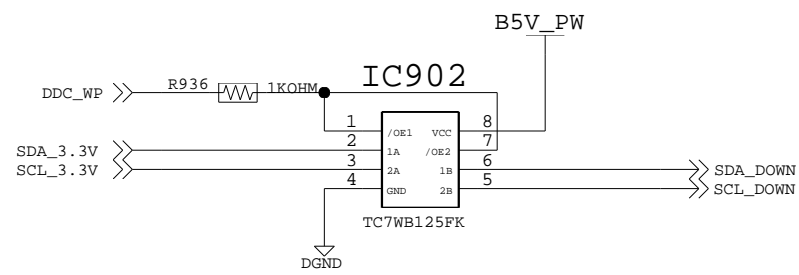 B5V_PW
IC902
DDC_WP
R936
1KOHM
1 /OE1 VCC 8
2 1A /OE2 7
3 2A 1B 6
4 GND 2B 5
SDA_3.3V
SCL_3.3V
SDA_DOWN
SCL_DOWN
TC7WB125FK
DGND